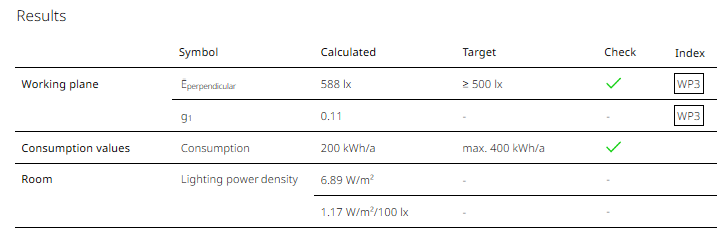 Results
Symbol Calculated Target Check Index
Working plane Ēperpendicular 588 lx ≥ 500 lx ✓ WP3
g₁ 0.11 - - WP3
Consumption values Consumption 200 kWh/a max. 400 kWh/a ✓
Room Lighting power density 6.89 W/m² - -
1.17 W/m²/100 lx - -